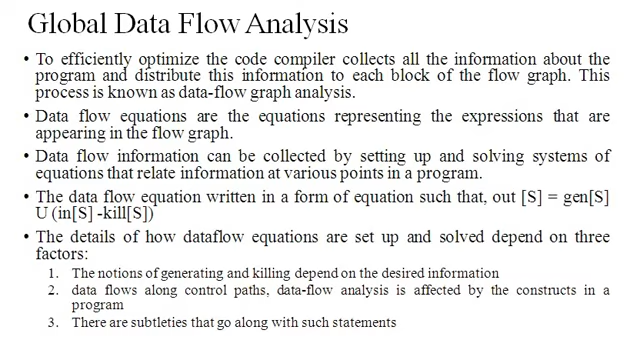 Global Data Flow Analysis
• To efficiently optimize the code compiler collects all the information about the
program and distribute this information to each block of the flow graph. This
process is known as data-flow graph analysis.
• Data flow equations are the equations representing the expressions that are
appearing in the flow graph.
• Data flow information can be collected by setting up and solving systems of
equations that relate information at various points in a program.
• The data flow equation written in a form of equation such that, out [S] = gen[S]
U (in[S] -kill[S])
• The details of how dataflow equations are set up and solved depend on three
factors:
1. The notions of generating and killing depend on the desired information
2. data flows along control paths, data-flow analysis is affected by the constructs in a
program
3. There are subtleties that go along with such statements